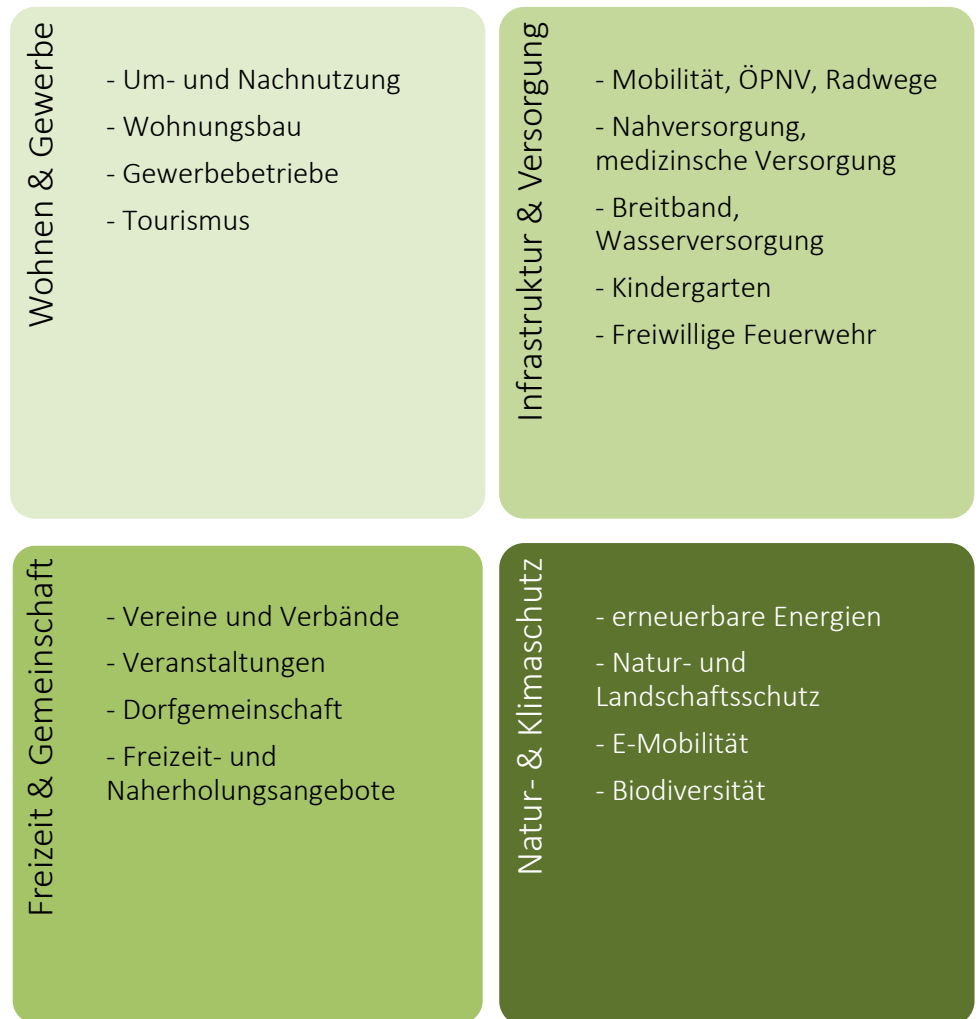 Wohnen & Gewerbe
- Um- und Nachnutzung
- Wohnungsbau
- Gewerbebetriebe
- Tourismus
Infrastruktur & Versorgung
- Mobilität, ÖPNV, Radwege
- Nahversorgung,
medizinsche Versorgung
- Breitband,
Wasserversorgung
- Kindergarten
- Freiwillige Feuerwehr
Freizeit & Gemeinschaft
- Vereine und Verbände
- Veranstaltungen
- Dorfgemeinschaft
- Freizeit- und
Naherholungsangebote
Natur- & Klimaschutz
- erneuerbare Energien
- Natur- und
Landschaftsschutz
- E-Mobilität
- Biodiversität